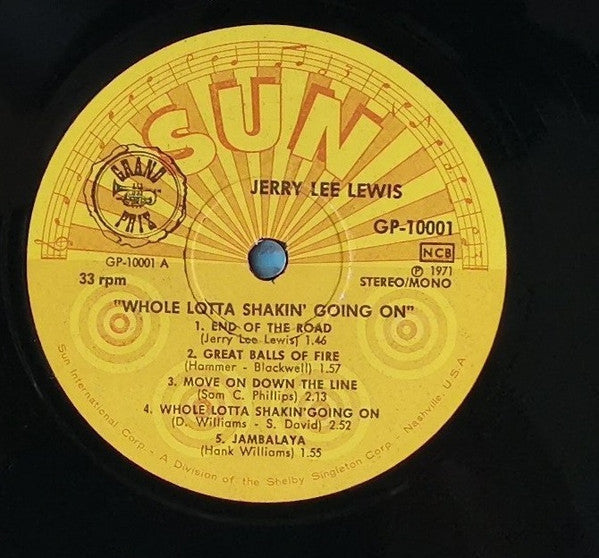 SUN
GRAND
PRIX
JERRY LEE LEWIS
GP-10001
NCB
GP-10001 A
℗ 1971
33 rpm
STEREO/MONO
"WHOLE LOTTA SHAKIN' GOING ON"
1. END OF THE ROAD
(Jerry Lee Lewis) 1.46
2. GREAT BALLS OF FIRE
(Hammer - Blackwell) 1.57
3. MOVE ON DOWN THE LINE
(Sam C. Phillips) 2.13
4. WHOLE LOTTA SHAKIN'GOING ON
(D. Williams - S. David) 2.52
5. JAMBALAYA
(Hank Williams) 1.55
Sun International Corp. - A Division of the Shelby Singleton Corp. - Nashville, U.S.A.